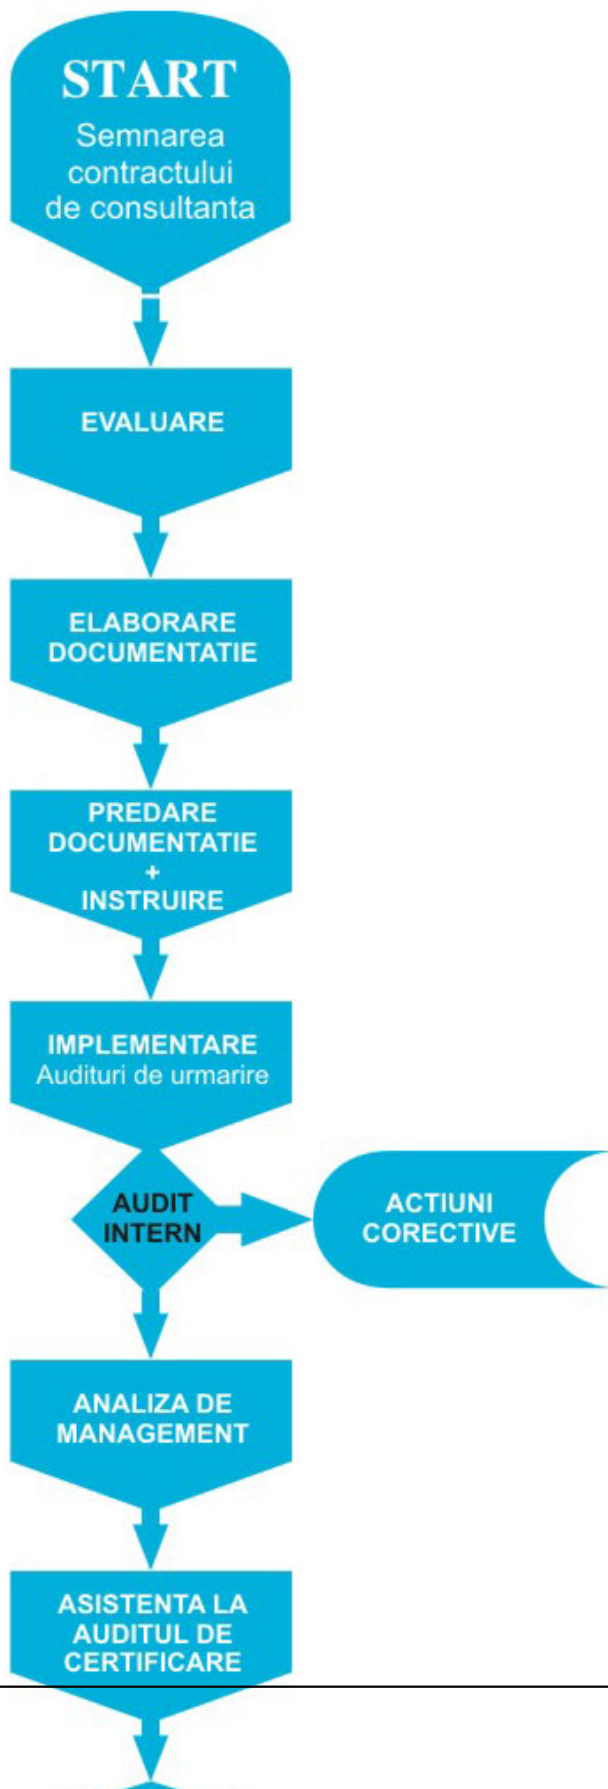 START
Semnarea
contractului
de consultanta
EVALUARE
ELABORARE
DOCUMENTATIE
PREDARE
DOCUMENTATIE
+
INSTRUIRE
IMPLEMENTARE
Audituri de urmarire
AUDIT
INTERN
ACTIUNI
CORECTIVE
ANALIZA DE
MANAGEMENT
ASISTENTA LA
AUDITUL DE
CERTIFICARE